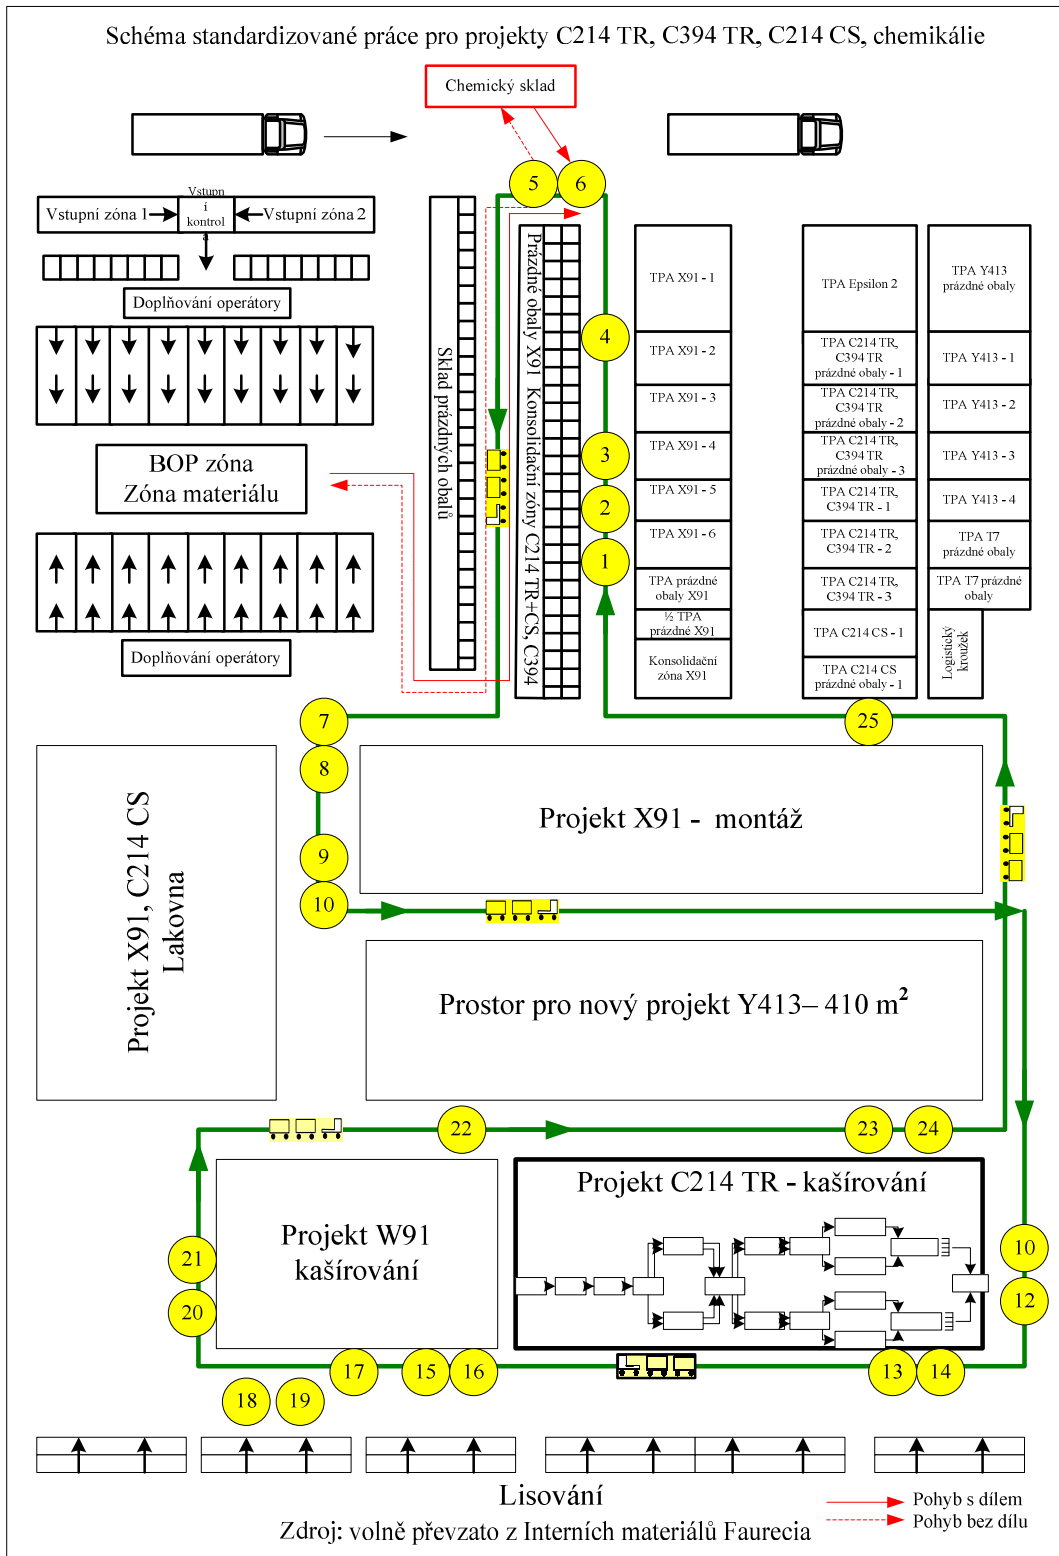 Schéma standardizované práce pro projekty C214 TR, C394 TR, C214 CS, chemikálie
Chemický sklad
5
6
Vstupní zóna 1
Vstupn
í
kontrol
a
Vstupní zóna 2
Doplňování operátory
BOP zóna
Zóna materiálu
Doplňování operátory
Sklad prázdných obalů
Prázdné obaly X91 Konsolidační zóny C214 TR+CS, C394
4
3
2
1
TPA X91 - 1
TPA X91 - 2
TPA X91 - 3
TPA X91 - 4
TPA X91 - 5
TPA X91 - 6
TPA prázdné
obaly X91
½ TPA
prázdné X91
Konsolidační
zóna X91
TPA Epsilon 2
TPA C214 TR,
C394 TR
prázdné obaly - 1
TPA C214 TR,
C394 TR
prázdné obaly - 2
TPA C214 TR,
C394 TR
prázdné obaly - 3
TPA C214 TR,
C394 TR - 1
TPA C214 TR,
C394 TR - 2
TPA C214 TR,
C394 TR - 3
TPA C214 CS - 1
TPA C214 CS
prázdné obaly - 1
TPA Y413
prázdné obaly
TPA Y413 - 1
TPA Y413 - 2
TPA Y413 - 3
TPA Y413 - 4
TPA T7
prázdné obaly
TPA T7 prázdné
obaly
Logistický
kroužek
7
8
9
10
25
Projekt X91, C214 CS
Lakovna
Projekt X91 - montáž
Prostor pro nový projekt Y413– 410 m²
22
23
24
Projekt W91
kašírování
Projekt C214 TR - kašírování
21
20
10
12
17
15
16
13
14
18
19
Lisování
Pohyb s dílem
Pohyb bez dílu
Zdroj: volně převzato z Interních materiálů Faurecia